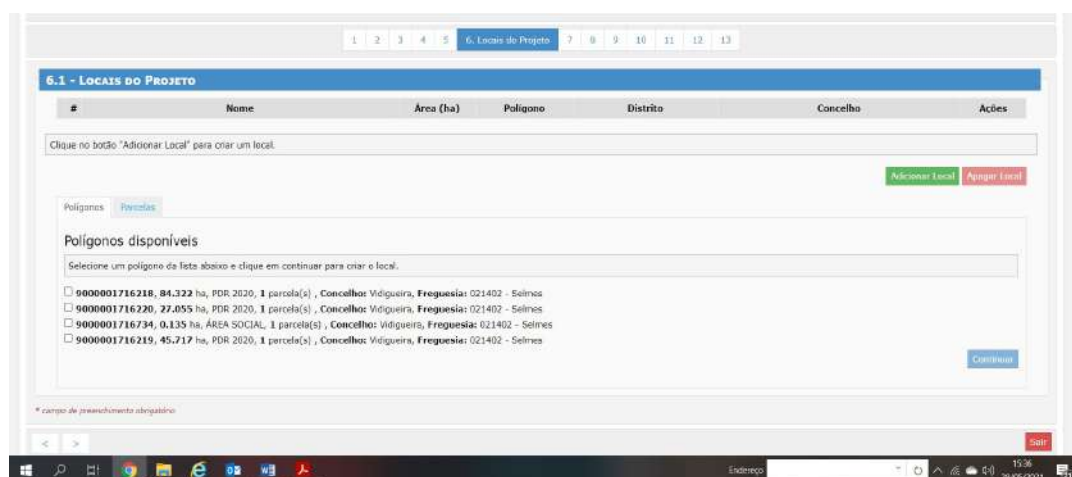 1 2 3 4 5 6. Locais do Projeto 7 8 9 10 11 12 13
6.1 - LOCAIS DO PROJETO
# Nome Área (ha) Polígono Distrito Concelho Ações
Clique no botão "Adicionar Local" para criar um local.
Adicionar Local Apagar Local
Polígonos Parcelas
Polígonos disponíveis
Selecione um polígono da lista abaixo e clique em continuar para criar o local.
9000001716218, 84.322 ha, PDR 2020, 1 parcela(s) , Concelho: Vidigueira, Freguesia: 021402 - Selmes
9000001716220, 27.055 ha, PDR 2020, 1 parcela(s) , Concelho: Vidigueira, Freguesia: 021402 - Selmes
9000001716734, 0.135 ha, ÁREA SOCIAL, 1 parcela(s) , Concelho: Vidigueira, Freguesia: 021402 - Selmes
9000001716219, 45.717 ha, PDR 2020, 1 parcela(s) , Concelho: Vidigueira, Freguesia: 021402 - Selmes
Continuar
* campo de preenchimento obrigatório
< >
Sair
Endereço
15:36